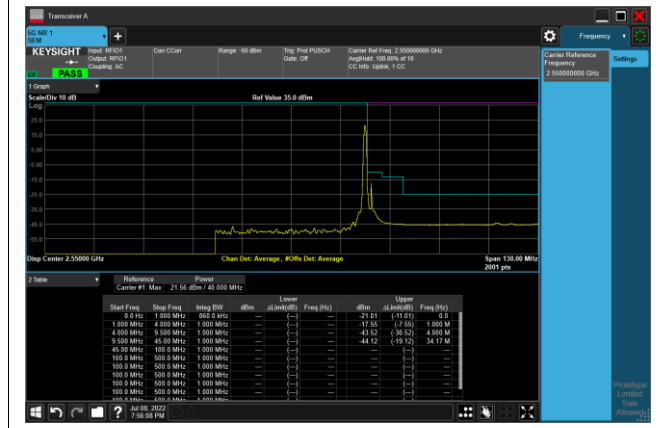 Transceiver A
5G NR 1
SEM
Frequency
KEYSIGHT
Input: RFIO1
Output: RFIO1
Coupling: AC
Corr CCorr
Range: -50 dBm
Trig: Prot PUSCH
Gate: Off
Carrier Ref Freq: 2.550000000 GHz
Avg|Hold: 100.00% of 10
CC Info: Uplink, 1 CC
PASS
Carrier Reference
Frequency
2.550000000 GHz
Settings
1 Graph
Scale/Div 10 dB
Ref Value 35.0 dBm
Log
25.0
15.0
5.00
-5.00
-15.0
-25.0
-35.0
-45.0
-55.0
Disp Center 2.55000 GHz
Chan Det: Average , #Offs Det: Average
Span 130.00 MHz
2001 pts
2 Table
Reference Power
Carrier #1 Max 21.56 dBm / 40.000 MHz
Lower Upper
Start Freq Stop Freq Integ BW dBm ΔLimit(dB) Freq (Hz) dBm ΔLimit(dB) Freq (Hz)
0.0 Hz 1.000 MHz 860.0 kHz --- (---) --- -21.01 (-11.01) 0.0
1.000 MHz 4.000 MHz 1.000 MHz --- (---) --- -17.55 (-7.55) 1.000 M
4.000 MHz 9.500 MHz 1.000 MHz --- (---) --- -43.52 (-30.52) 4.000 M
9.500 MHz 45.00 MHz 1.000 MHz --- (---) --- -44.12 (-19.12) 34.17 M
45.00 MHz 100.0 MHz 1.000 MHz --- (---) --- --- (---) ---
100.0 MHz 500.0 MHz 1.000 MHz --- (---) --- --- (---) ---
100.0 MHz 500.0 MHz 1.000 MHz --- (---) --- --- (---) ---
100.0 MHz 500.0 MHz 1.000 MHz --- (---) --- --- (---) ---
100.0 MHz 500.0 MHz 1.000 MHz --- (---) --- --- (---) ---
100.0 MHz 500.0 MHz 1.000 MHz --- (---) --- --- (---) ---
Prototype
Limited
Sale
Allowed
Jul 08, 2022
7:56:08 PM